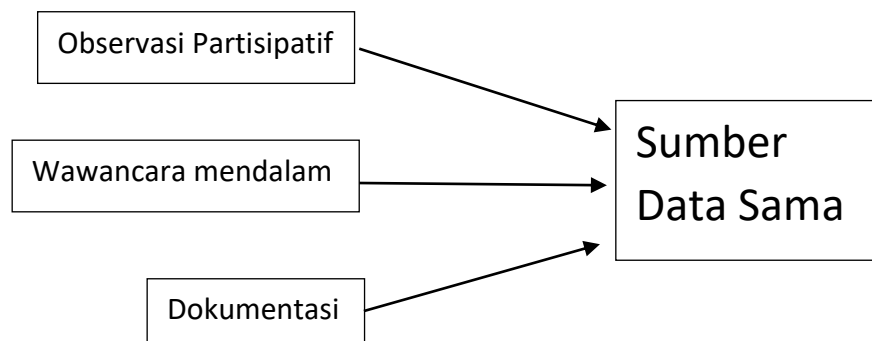 Observasi Partisipatif
Wawancara mendalam
Dokumentasi
Sumber
Data Sama